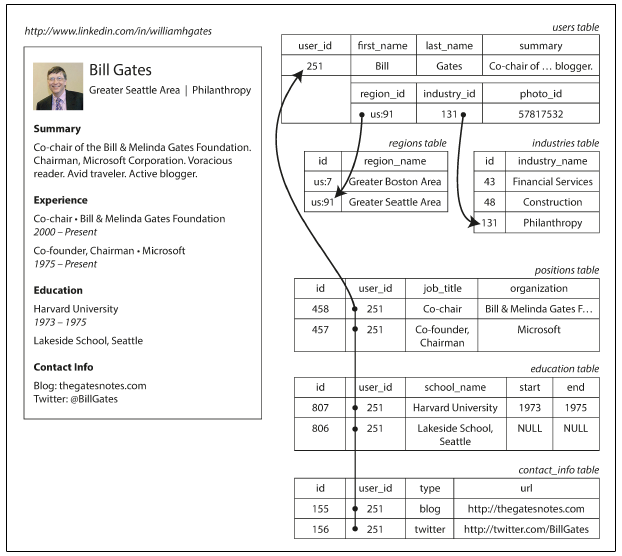 http://www.linkedin.com/in/williamhgates
Bill Gates
Greater Seattle Area | Philanthropy
Summary
Co-chair of the Bill & Melinda Gates Foundation.
Chairman, Microsoft Corporation. Voracious
reader. Avid traveler. Active blogger.
Experience
Co-chair • Bill & Melinda Gates Foundation
2000 – Present
Co-founder, Chairman • Microsoft
1975 – Present
Education
Harvard University
1973 – 1975
Lakeside School, Seattle
Contact Info
Blog: thegatesnotes.com
Twitter: @BillGates
users table
user_id first_name last_name summary
251 Bill Gates Co-chair of … blogger.
region_id industry_id photo_id
us:91 131 57817532
regions table
id region_name
us:7 Greater Boston Area
us:91 Greater Seattle Area
industries table
id industry_name
43 Financial Services
48 Construction
131 Philanthropy
positions table
id user_id job_title organization
458 251 Co-chair Bill & Melinda Gates F…
457 251 Co-founder, Microsoft
Chairman
education table
id user_id school_name start end
807 251 Harvard University 1973 1975
806 251 Lakeside School, NULL NULL
Seattle
contact_info table
id user_id type url
155 251 blog http://thegatesnotes.com
156 251 twitter http://twitter.com/BillGates